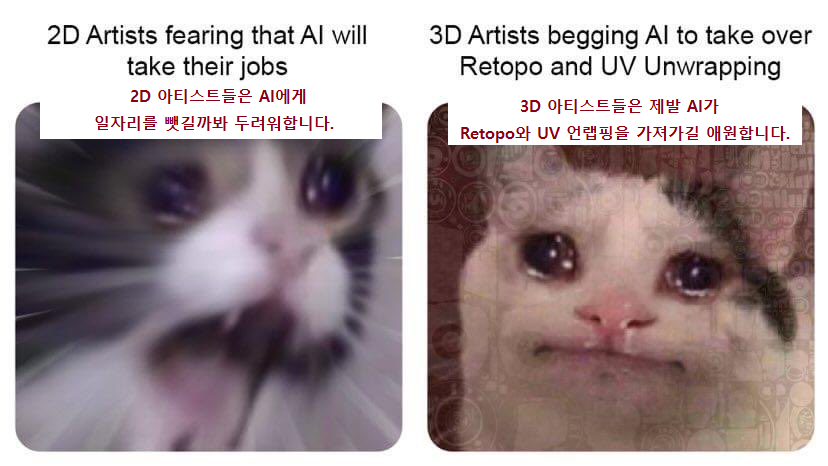 2D Artists fearing that AI will
take their jobs
2D 아티스트들은 AI에게
일자리를 뺏길까봐 두려워합니다.
3D Artists begging AI to take over
Retopo and UV Unwrapping
3D 아티스트들은 제발 AI가
Retopo와 UV 언랩핑을 가져가길 애원합니다.